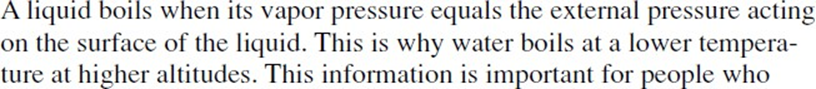 A liquid boils when its vapor pressure equals the external pressure acting
on the surface of the liquid. This is why water boils at a lower tempera-
ture at higher altitudes. This information is important for people who